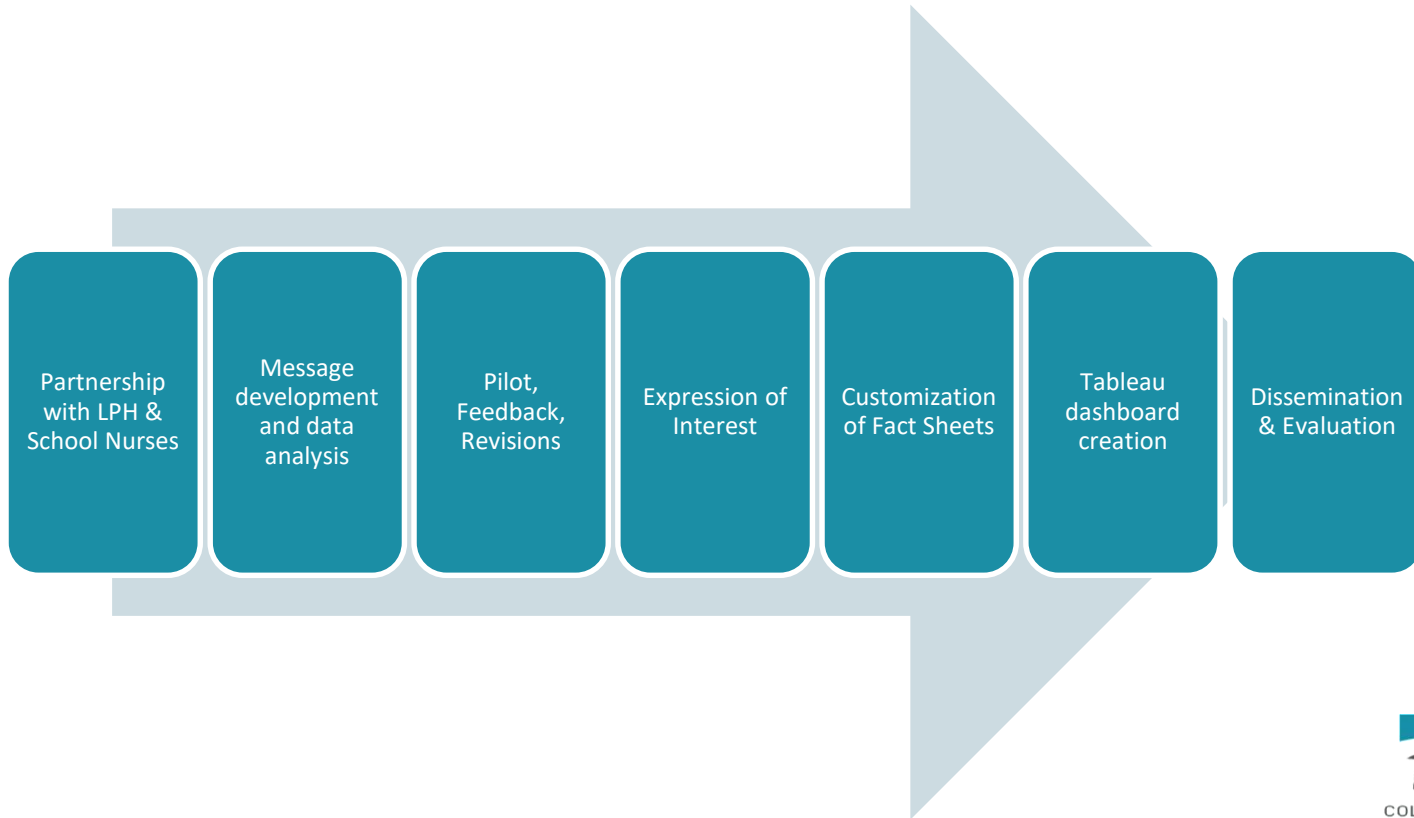 Partnership
with LPH &
School Nurses
Message
development
and data
analysis
Pilot,
Feedback,
Revisions
Expression of
Interest
Customization
of Fact Sheets
Tableau
dashboard
creation
Dissemination
& Evaluation